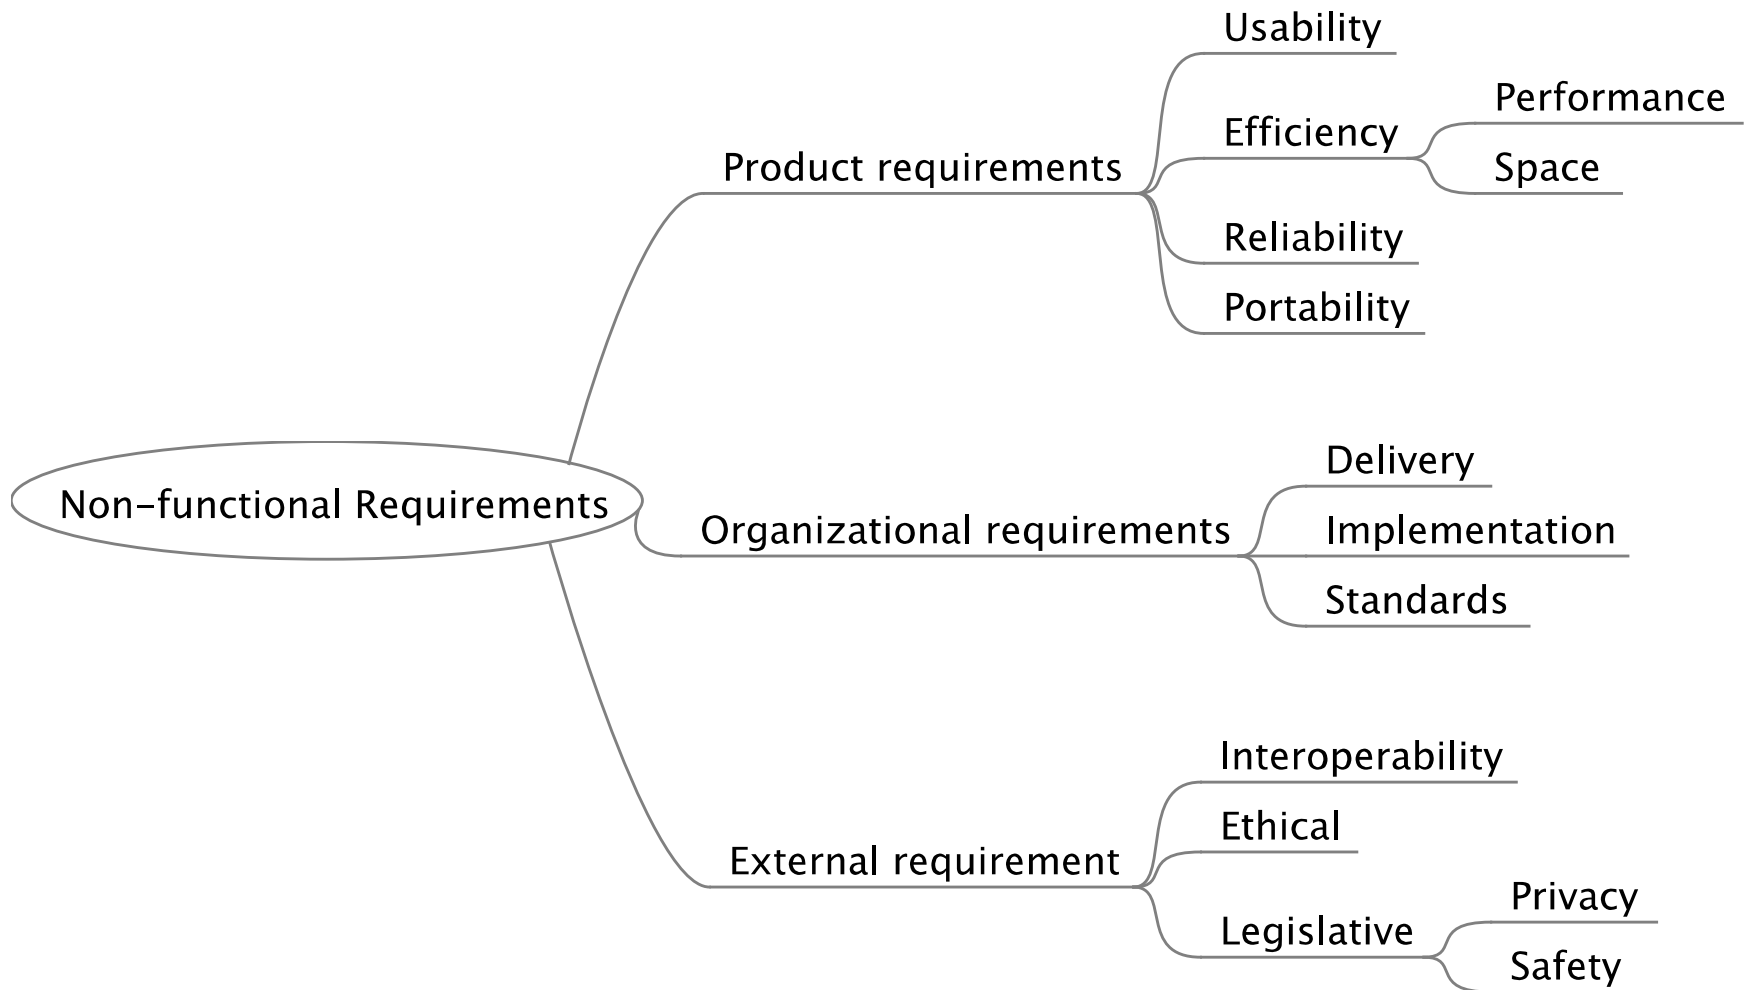 Non-functional Requirements
Product requirements
Usability
Efficiency
Performance
Space
Reliability
Portability
Organizational requirements
Delivery
Implementation
Standards
External requirement
Interoperability
Ethical
Legislative
Privacy
Safety